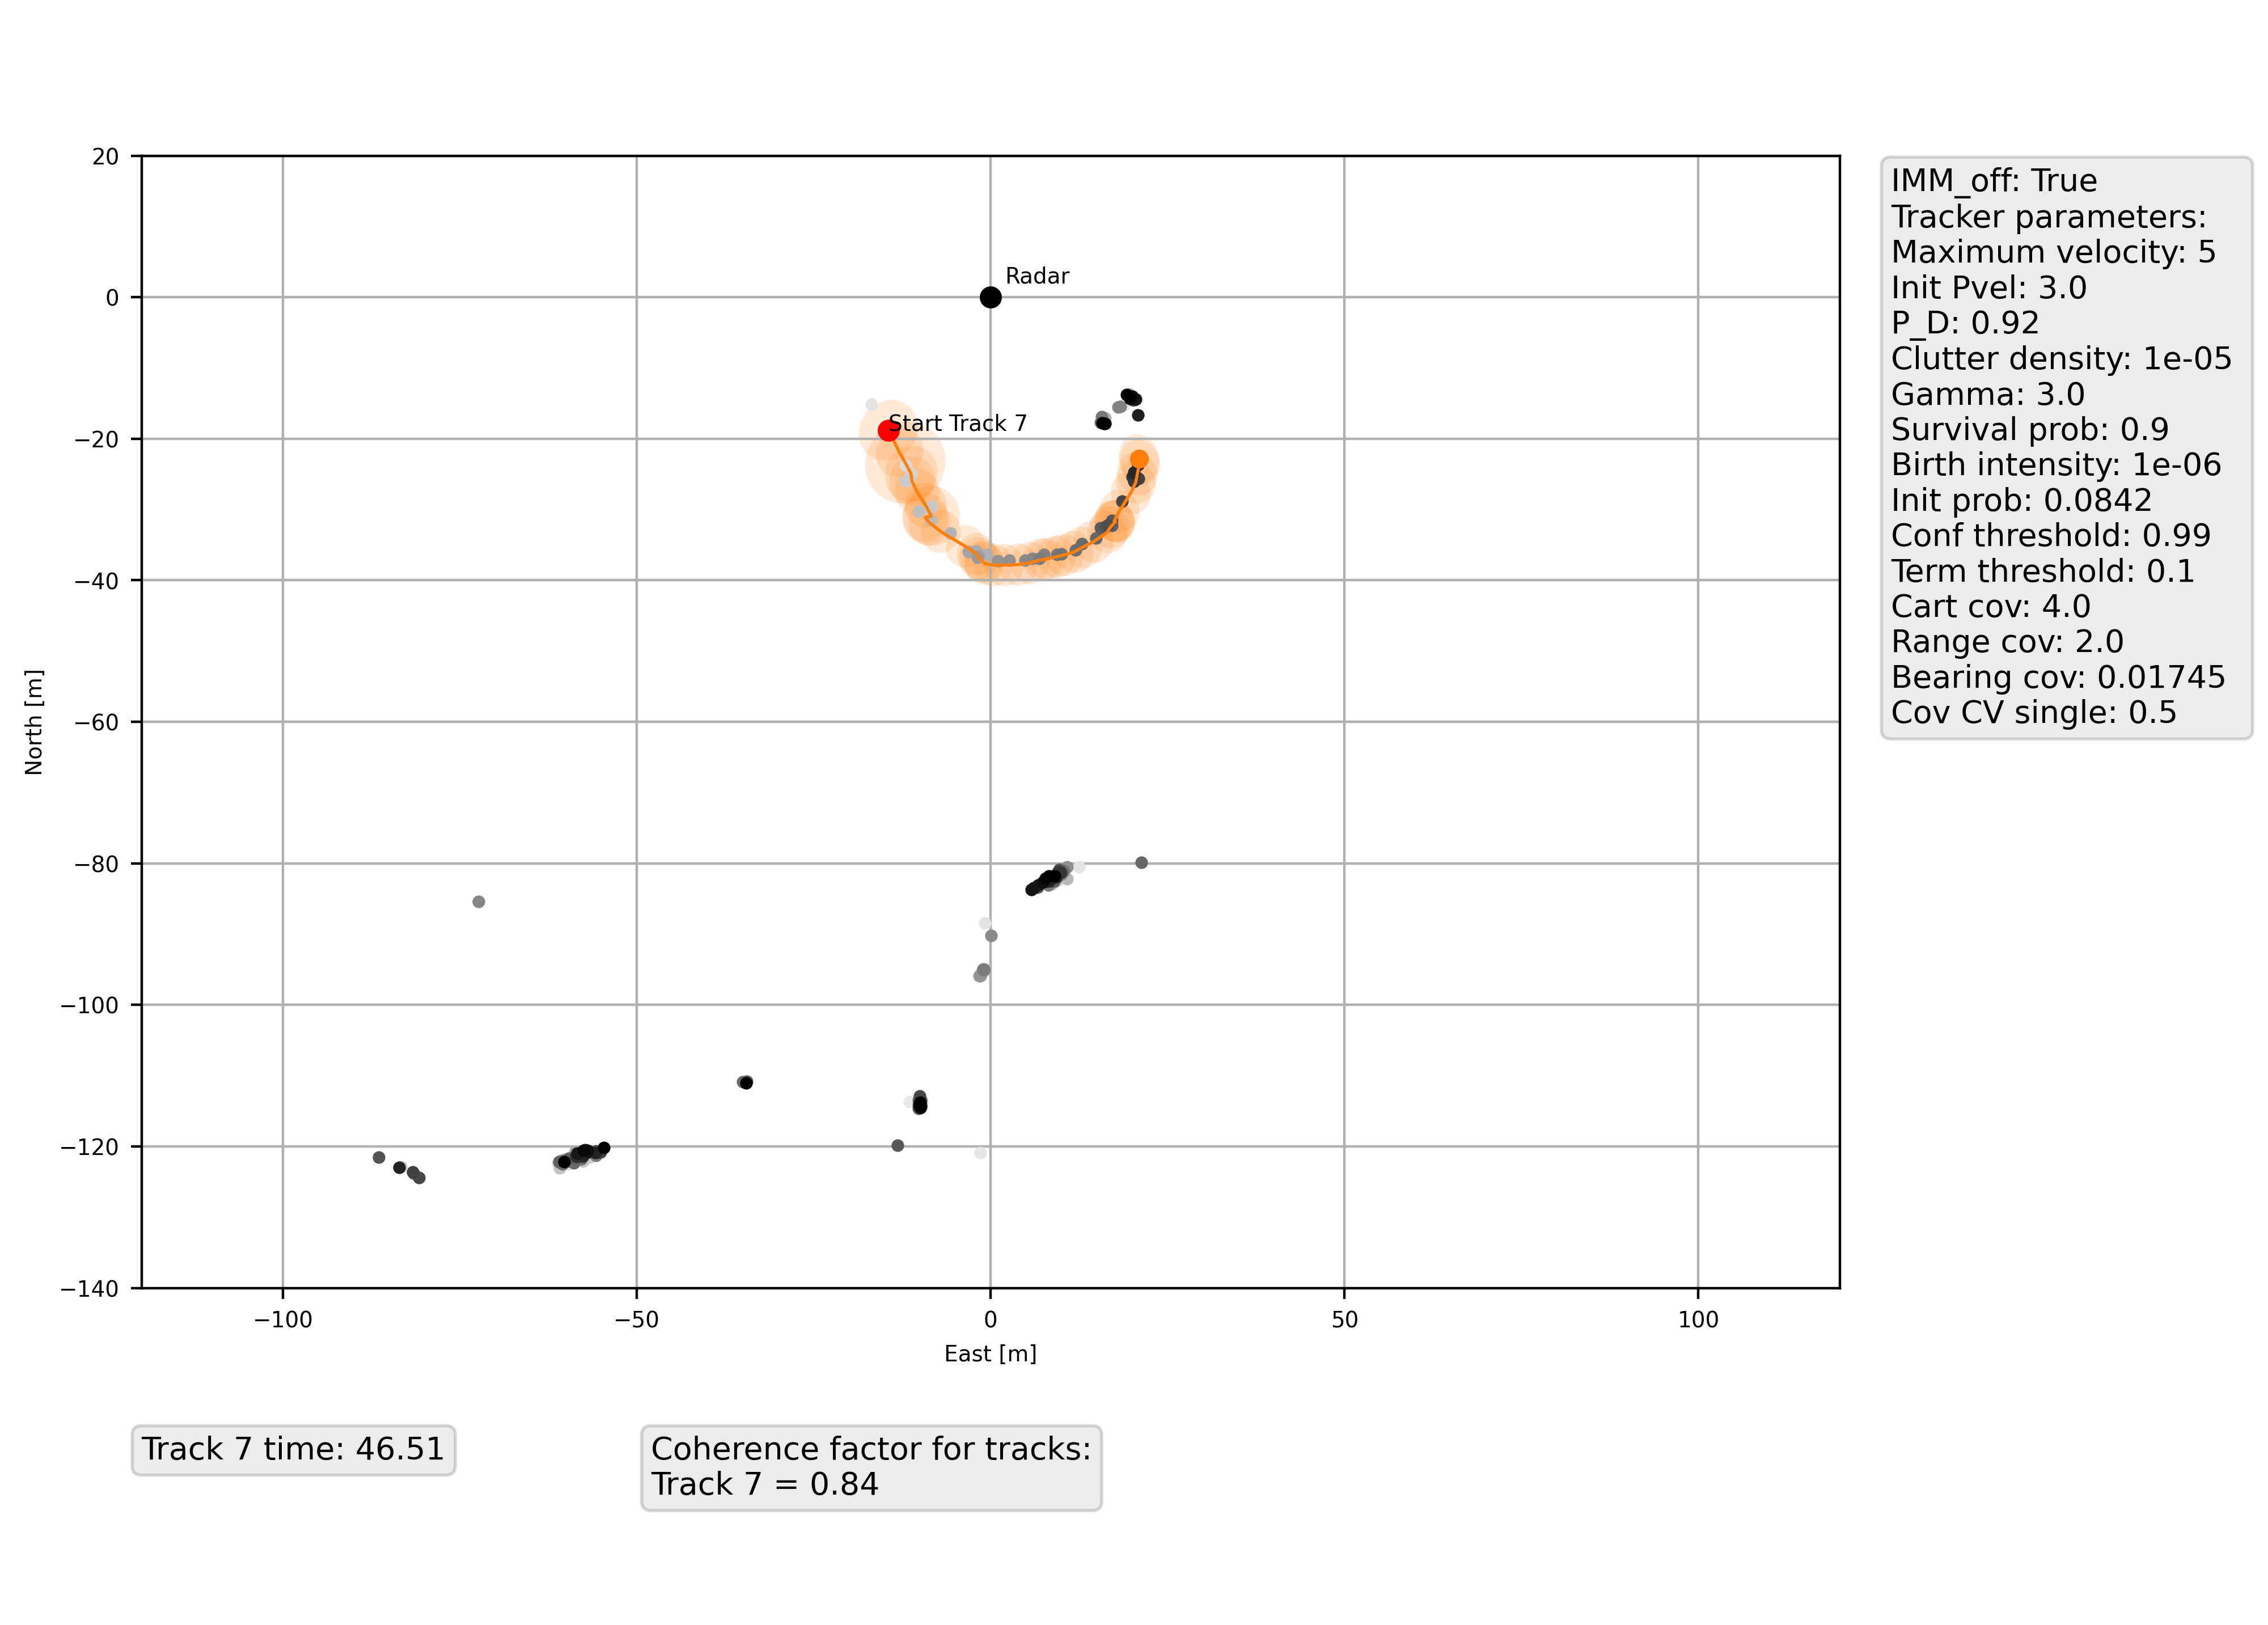 20
0
−20
−40
−60
−80
−100
−120
−140
North [m]
Radar
Start Track 7
−100
−50
0
50
100
East [m]
IMM_off: True
Tracker parameters:
Maximum velocity: 5
Init Pvel: 3.0
P_D: 0.92
Clutter density: 1e-05
Gamma: 3.0
Survival prob: 0.9
Birth intensity: 1e-06
Init prob: 0.0842
Conf threshold: 0.99
Term threshold: 0.1
Cart cov: 4.0
Range cov: 2.0
Bearing cov: 0.01745
Cov CV single: 0.5
Track 7 time: 46.51
Coherence factor for tracks:
Track 7 = 0.84